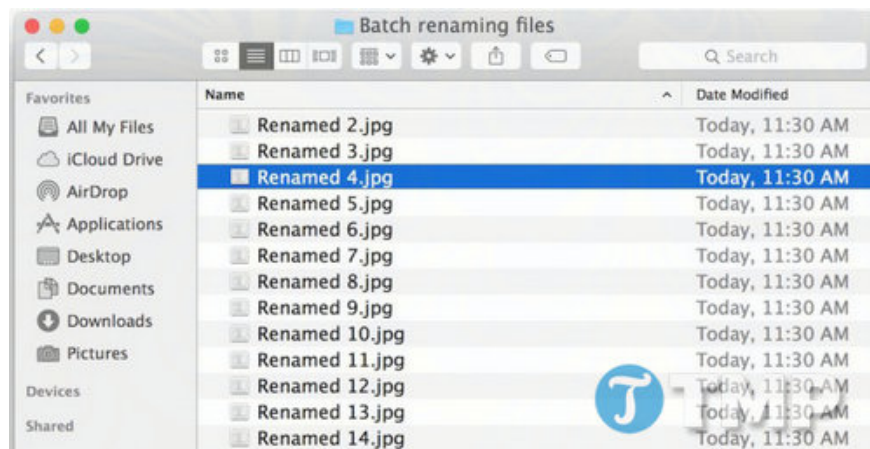 Batch renaming files
Search
Favorites
All My Files
iCloud Drive
AirDrop
Applications
Desktop
Documents
Downloads
Pictures
Devices
Shared
Name Date Modified
Renamed 2.jpg Today, 11:30 AM
Renamed 3.jpg Today, 11:30 AM
Renamed 4.jpg Today, 11:30 AM
Renamed 5.jpg Today, 11:30 AM
Renamed 6.jpg Today, 11:30 AM
Renamed 7.jpg Today, 11:30 AM
Renamed 8.jpg Today, 11:30 AM
Renamed 9.jpg Today, 11:30 AM
Renamed 10.jpg Today, 11:30 AM
Renamed 11.jpg Today, 11:30 AM
Renamed 12.jpg Today, 11:30 AM
Renamed 13.jpg Today, 11:30 AM
Renamed 14.jpg Today, 11:30 AM
T TMP